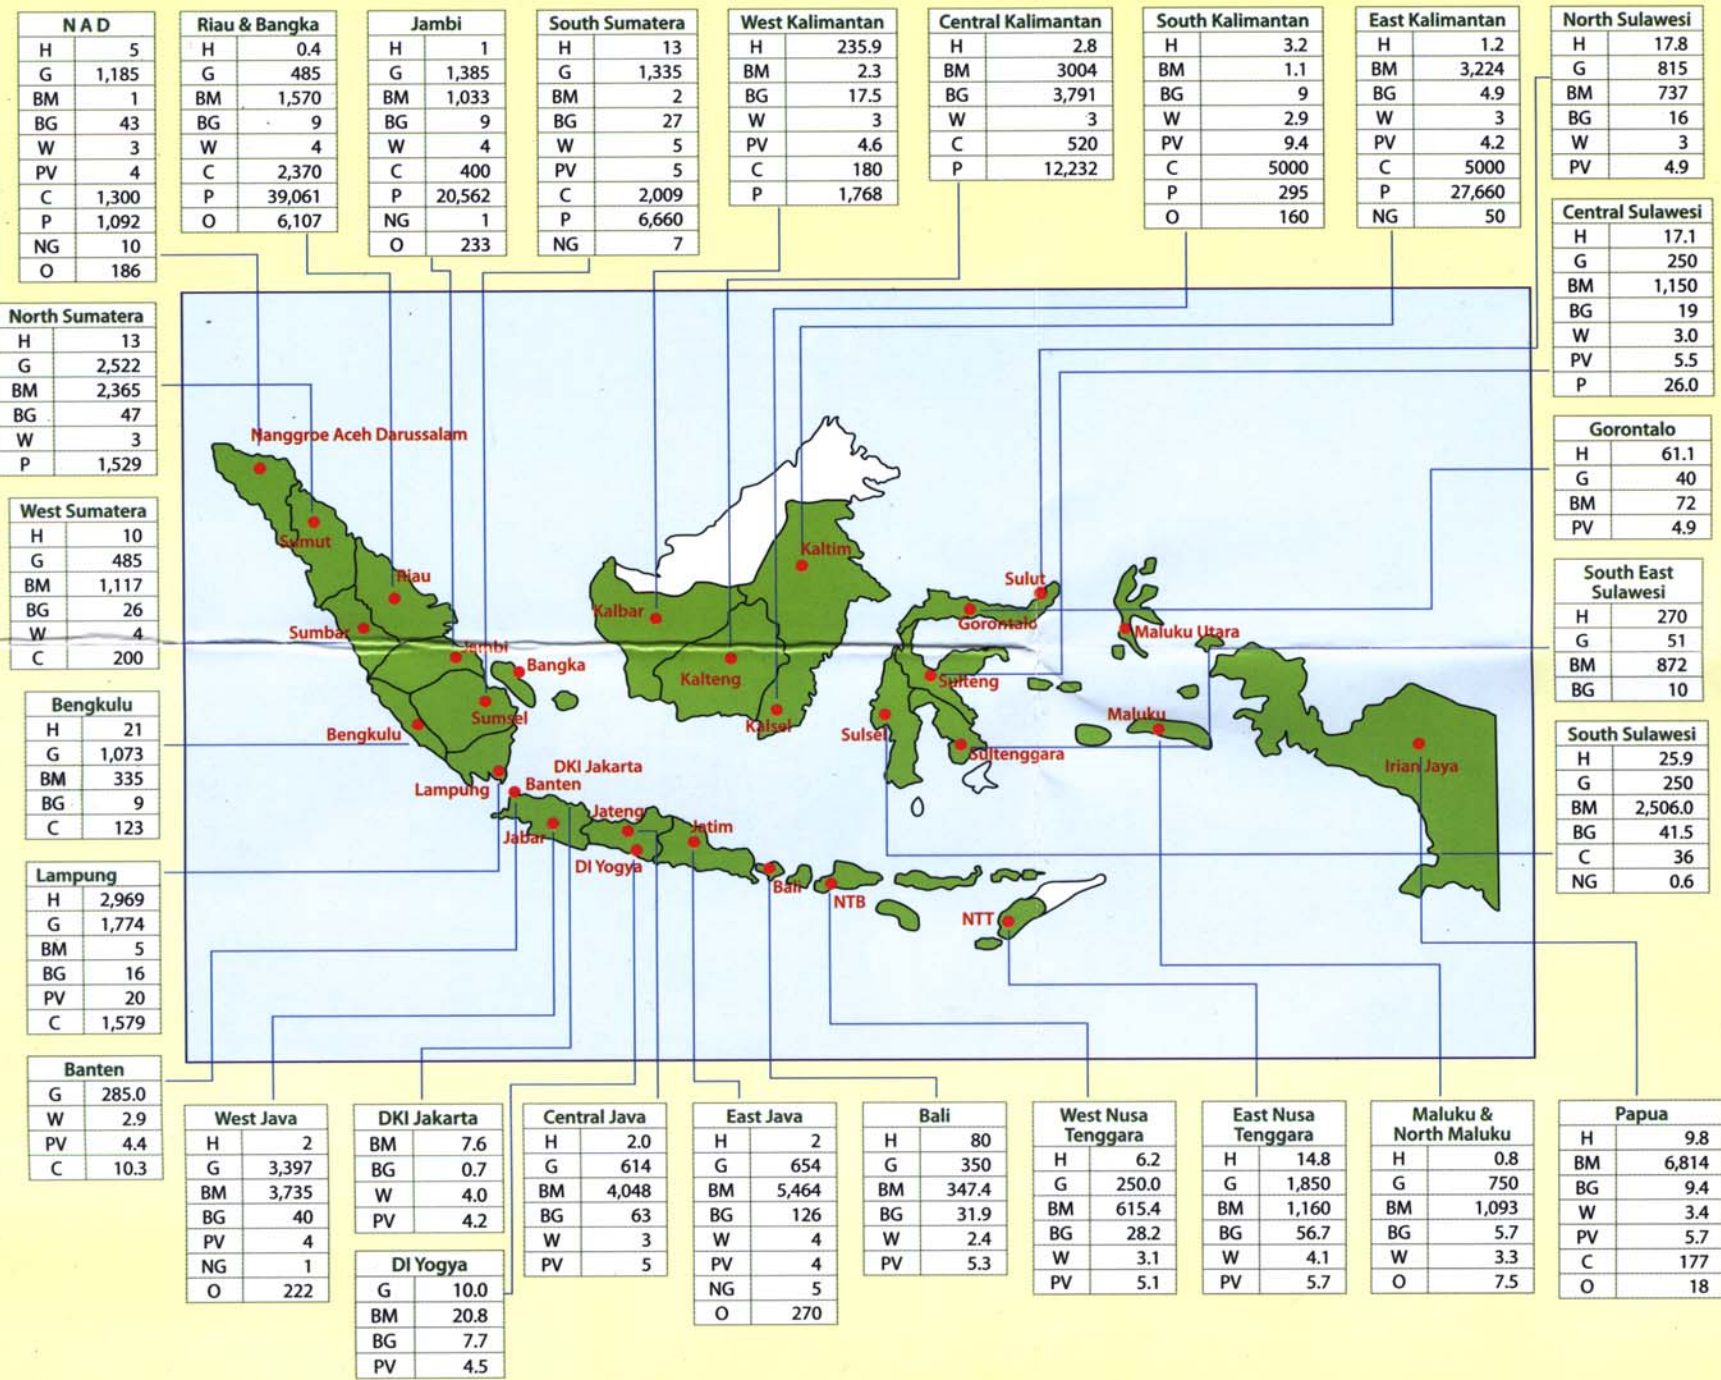 N A D
H 5
G 1,185
BM 1
BG 43
W 3
PV 4
C 1,300
P 1,092
NG 10
O 186
Riau & Bangka
H 0.4
G 485
BM 1,570
BG 9
W 4
C 2,370
P 39,061
O 6,107
Jambi
H 1
G 1,385
BM 1,033
BG 9
W 4
C 400
P 20,562
NG 1
O 233
South Sumatera
H 13
G 1,335
BM 2
BG 27
W 5
PV 5
C 2,009
P 6,660
NG 7
West Kalimantan
H 235.9
BM 2.3
BG 17.5
W 3
PV 4.6
C 180
P 1,768
Central Kalimantan
H 2.8
BM 3004
BG 3,791
W 3
C 520
P 12,232
South Kalimantan
H 3.2
BM 1.1
BG 9
W 2.9
PV 9.4
C 5000
P 295
O 160
East Kalimantan
H 1.2
BM 3,224
BG 4.9
W 3
PV 4.2
C 5000
P 27,660
NG 50
North Sulawesi
H 17.8
G 815
BM 737
BG 16
W 3
PV 4.9
Central Sulawesi
H 17.1
G 250
BM 1,150
BG 19
W 3.0
PV 5.5
P 26.0
North Sumatera
H 13
G 2,522
BM 2,365
BG 47
W 3
P 1,529
Gorontalo
H 61.1
G 40
BM 72
PV 4.9
West Sumatera
H 10
G 485
BM 1,117
BG 26
W 4
C 200
South East
Sulawesi
H 270
G 51
BM 872
BG 10
Bengkulu
H 21
G 1,073
BM 335
BG 9
C 123
South Sulawesi
H 25.9
G 250
BM 2,506.0
BG 41.5
C 36
NG 0.6
Lampung
H 2,969
G 1,774
BM 5
BG 16
PV 20
C 1,579
Banten
G 285.0
W 2.9
PV 4.4
C 10.3
Nanggroe Aceh Darussalam
Sumut
Riau
Sumbar
Jambi
Bangka
Sumsel
Bengkulu
Lampung
DKI Jakarta
Banten
Jateng
Jabar
Jatim
DI Yogya
Bali
NTB
NTT
Kalbar
Kaltim
Kalteng
Kalsel
Sulut
Gorontalo
Sulteng
Sulsel
Sultenggara
Maluku Utara
Maluku
Irian Jaya
West Java
H 2
G 3,397
BM 3,735
BG 40
PV 4
NG 1
O 222
DKI Jakarta
BM 7.6
BG 0.7
W 4.0
PV 4.2
DI Yogya
G 10.0
BM 20.8
BG 7.7
PV 4.5
Central Java
H 2.0
G 614
BM 4,048
BG 63
W 3
PV 5
East Java
H 2
G 654
BM 5,464
BG 126
W 4
PV 4
NG 5
O 270
Bali
H 80
G 350
BM 347.4
BG 31.9
W 2.4
PV 5.3
West Nusa
Tenggara
H 6.2
G 250.0
BM 615.4
BG 28.2
W 3.1
PV 5.1
East Nusa
Tenggara
H 14.8
G 1,850
BM 1,160
BG 56.7
W 4.1
PV 5.7
Maluku &
North Maluku
H 0.8
G 750
BM 1,093
BG 5.7
W 3.3
O 7.5
Papua
H 9.8
BM 6,814
BG 9.4
W 3.4
PV 5.7
C 177
O 18